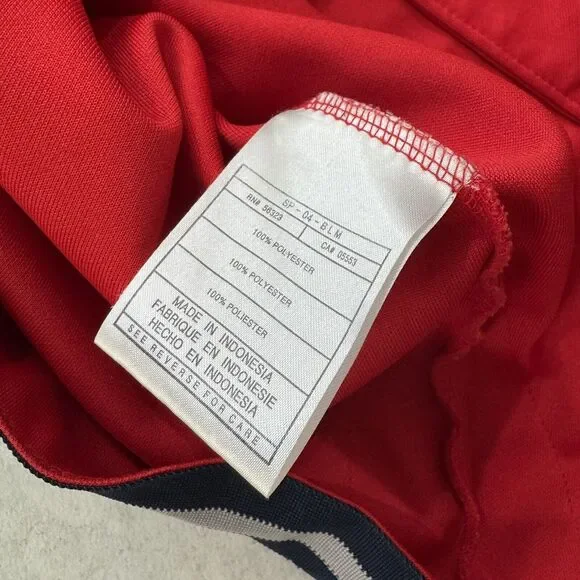 SP-04-BLM
RN# 56323 CA# 05553
100% POLYESTER
100% POLYESTER
100% POLIESTER
MADE IN INDONESIA
FABRIQUE EN INDONESIE
HECHO EN INDONESIA
SEE REVERSE FOR CARE